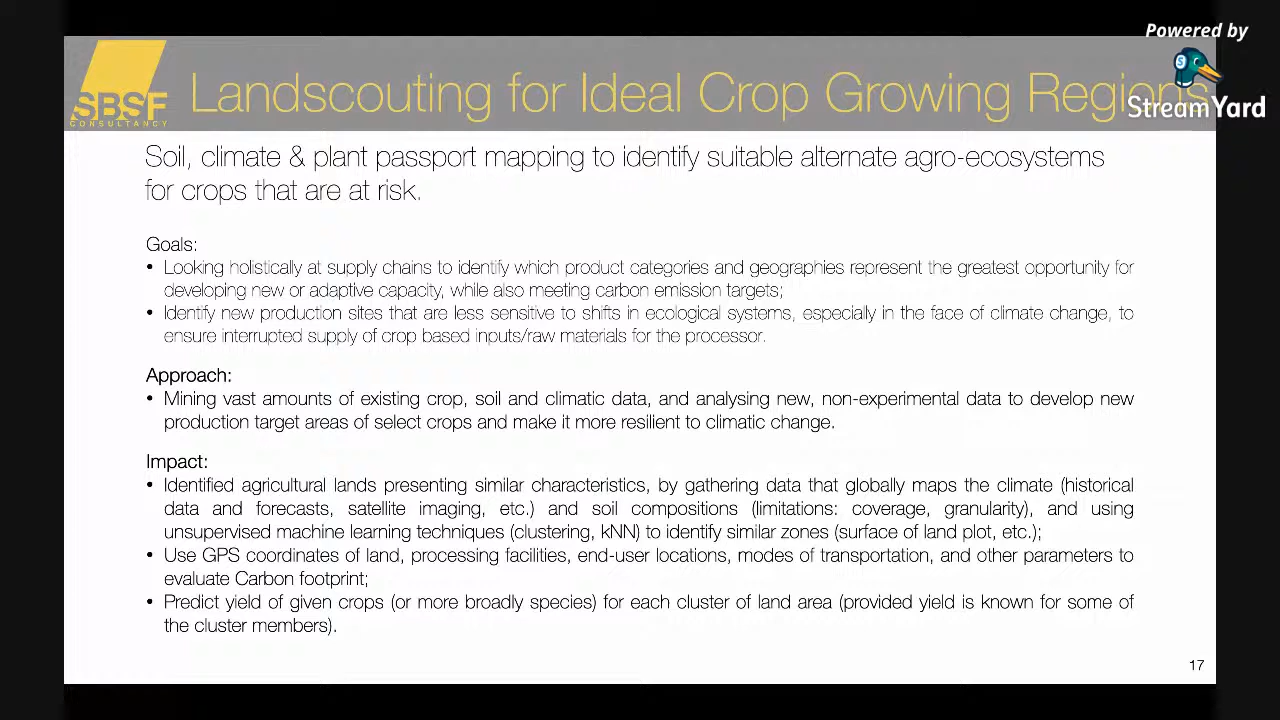 Powered by
StreamYard
SBSF
CONSULTANCY
Landscouting for Ideal Crop Growing Regions
Soil, climate & plant passport mapping to identify suitable alternate agro-ecosystems
for crops that are at risk.
Goals:
• Looking holistically at supply chains to identify which product categories and geographies represent the greatest opportunity for
developing new or adaptive capacity, while also meeting carbon emission targets;
• Identify new production sites that are less sensitive to shifts in ecological systems, especially in the face of climate change, to
ensure interrupted supply of crop based inputs/raw materials for the processor.
Approach:
• Mining vast amounts of existing crop, soil and climatic data, and analysing new, non-experimental data to develop new
production target areas of select crops and make it more resilient to climatic change.
Impact:
• Identified agricultural lands presenting similar characteristics, by gathering data that globally maps the climate (historical
data and forecasts, satellite imaging, etc.) and soil compositions (limitations: coverage, granularity), and using
unsupervised machine learning techniques (clustering, kNN) to identify similar zones (surface of land plot, etc.);
• Use GPS coordinates of land, processing facilities, end-user locations, modes of transportation, and other parameters to
evaluate Carbon footprint;
• Predict yield of given crops (or more broadly species) for each cluster of land area (provided yield is known for some of
the cluster members).
17